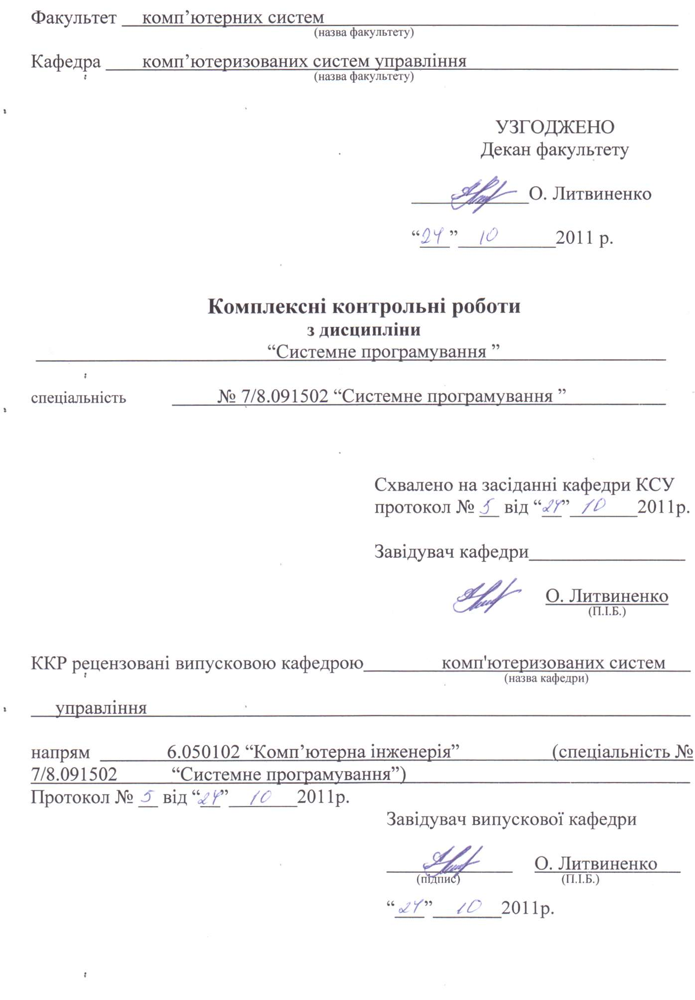 Факультет комп’ютерних систем
(назва факультету)
Кафедра комп’ютеризованих систем управління
(назва факультету)
УЗГОДЖЕНО
Декан факультету
О. Литвиненко
“24” 10 2011 р.
Комплексні контрольні роботи
з дисципліни
“Системне програмування ”
спеціальність № 7/8.091502 “Системне програмування ”
Схвалено на засіданні кафедри КСУ
протокол № 5 від “24” 10 2011р.
Завідувач кафедри
О. Литвиненко
(П.І.Б.)
ККР рецензовані випусковою кафедрою комп'ютеризованих систем
(назва кафедри)
управління
напрям 6.050102 “Комп’ютерна інженерія” (спеціальність №
7/8.091502 “Системне програмування”)
Протокол № 5 від “24” 10 2011р.
Завідувач випускової кафедри
О. Литвиненко
(підпис) (П.І.Б.)
“24” 10 2011р.